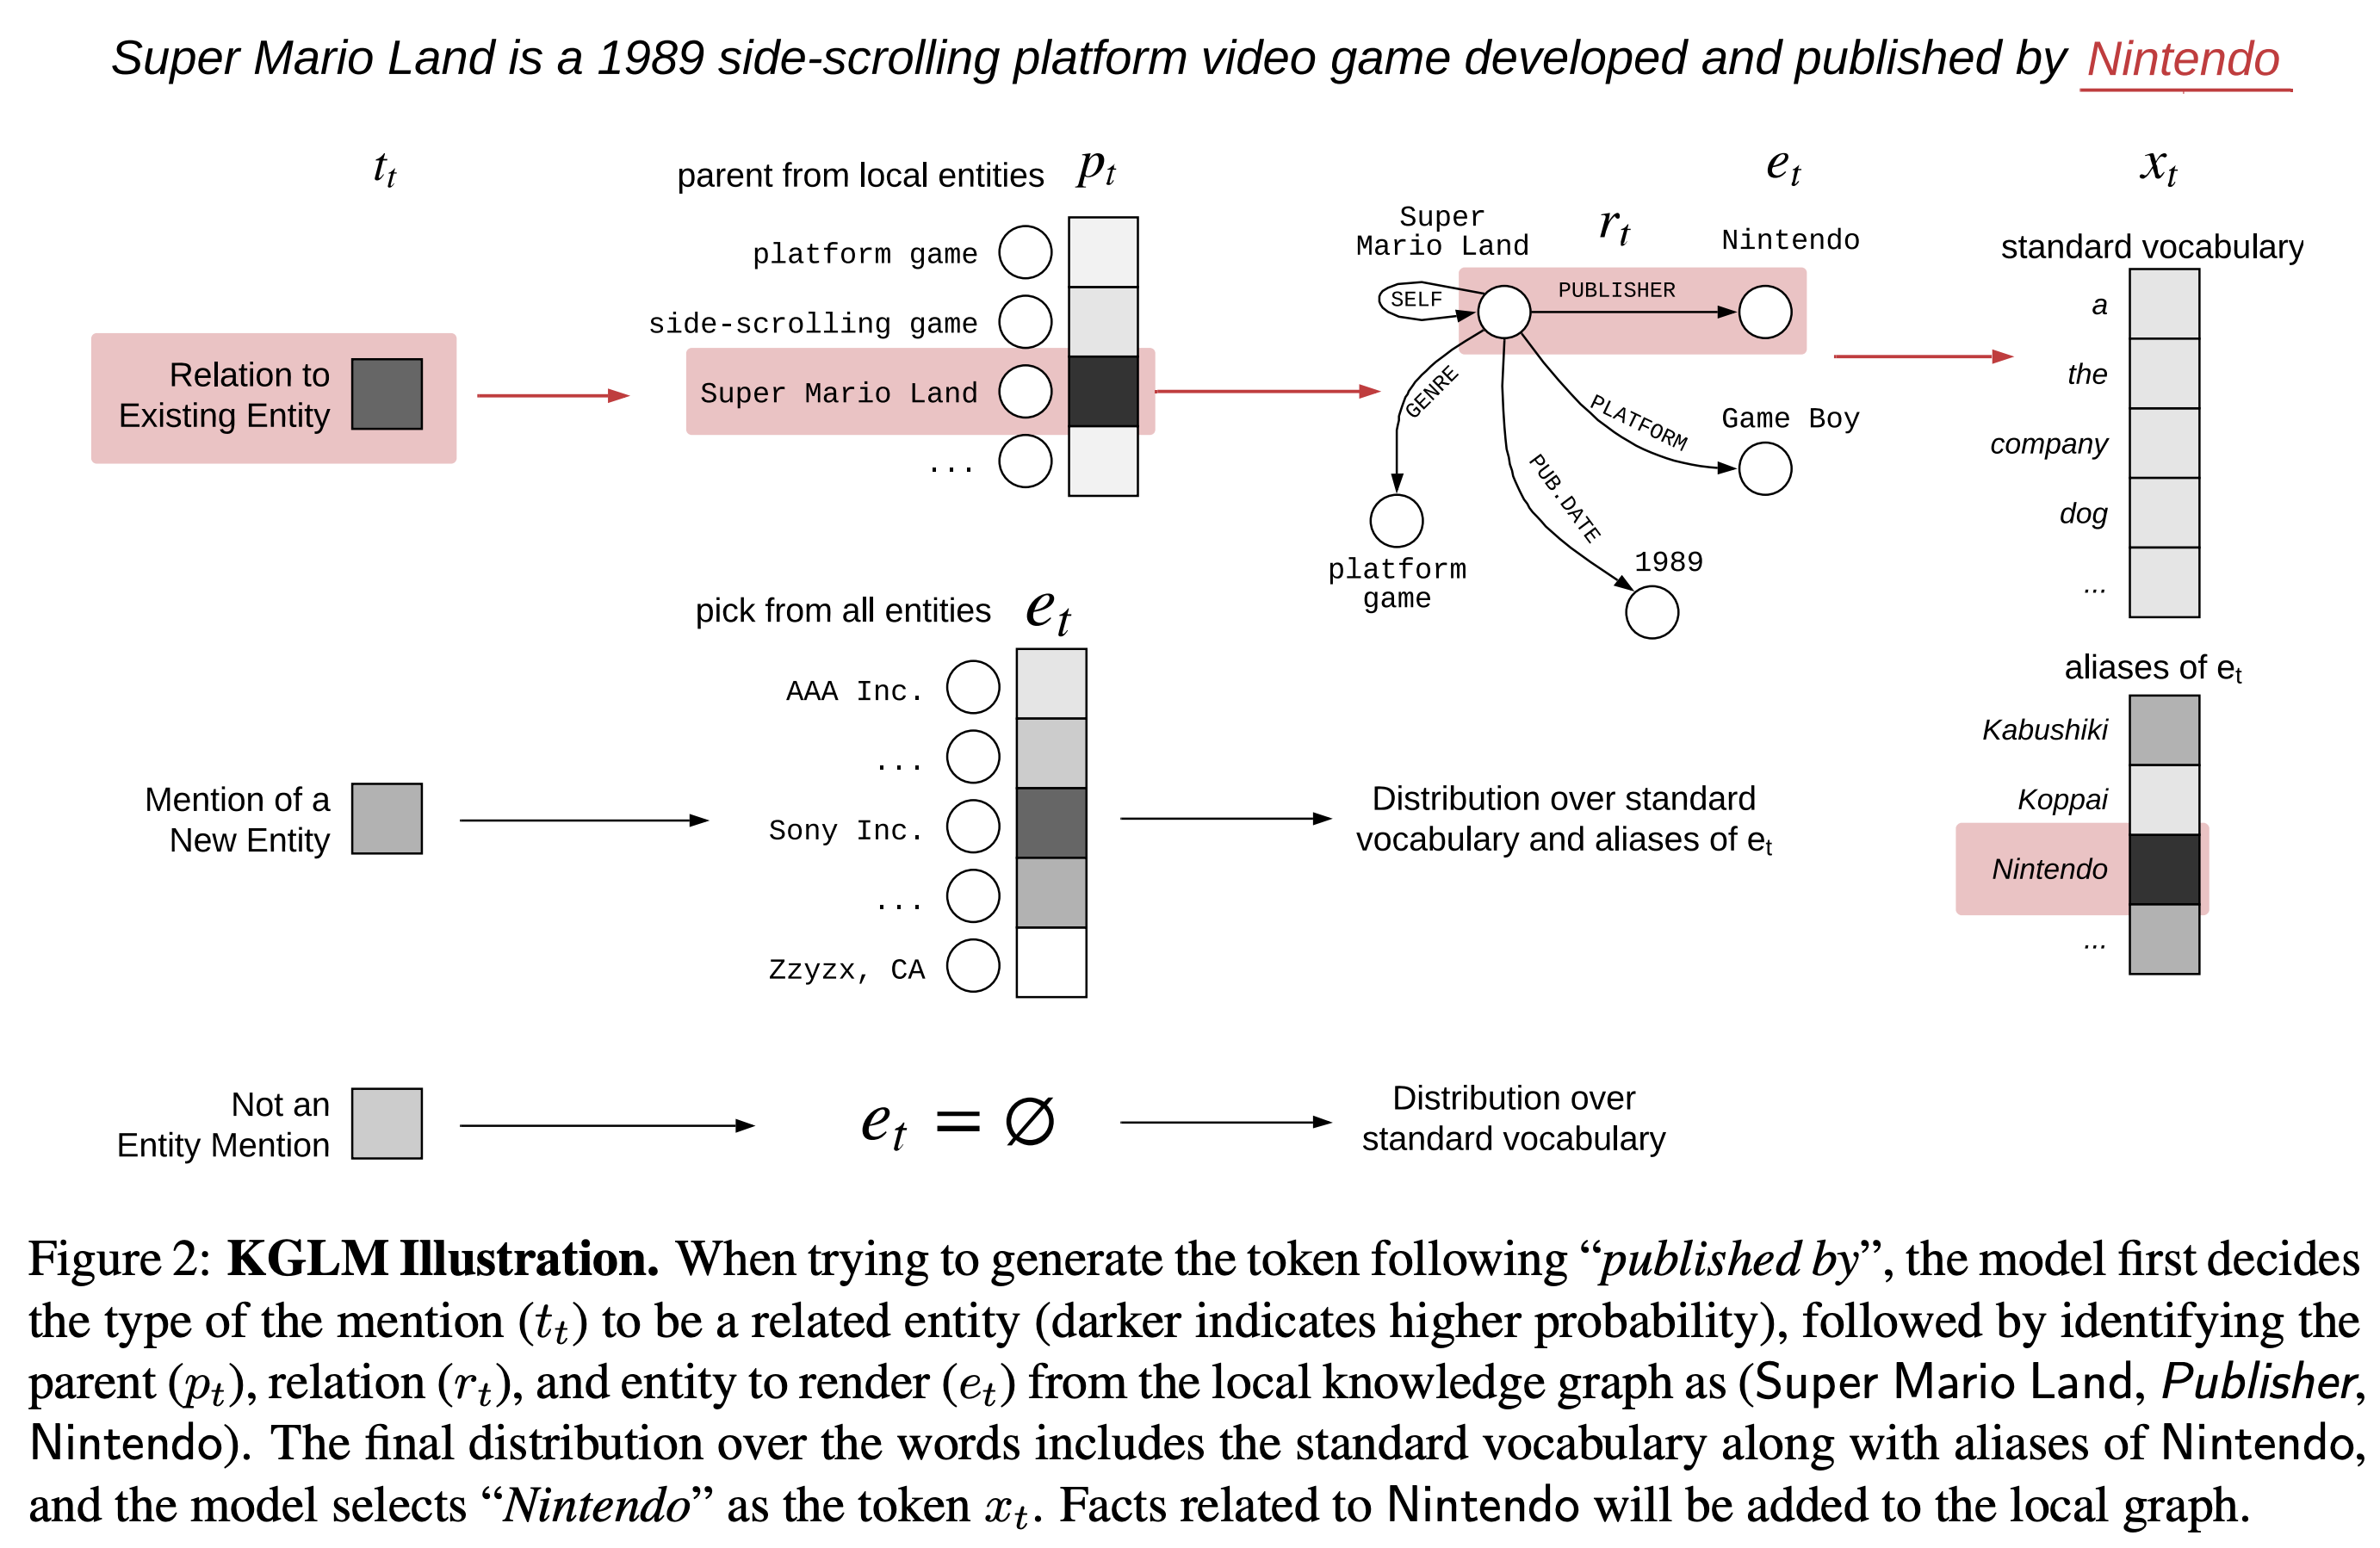 Super Mario Land is a 1989 side-scrolling platform video game developed and published by Nintendo
t_t
parent from local entities p_t
platform game
side-scrolling game
Super Mario Land
...
Relation to
Existing Entity
e_t
r_t
Super
Mario Land
Nintendo
SELF
PUBLISHER
GENRE
PLATFORM
PUB.DATE
Game Boy
1989
platform
game
x_t
standard vocabulary
a
the
company
dog
...
aliases of e_t
Kabushiki
Koppai
Nintendo
...
Mention of a
New Entity
pick from all entities e_t
AAA Inc.
...
Sony Inc.
...
Zzyzx, CA
Distribution over standard
vocabulary and aliases of e_t
Not an
Entity Mention
e_t = ∅
Distribution over
standard vocabulary
Figure 2: KGLM Illustration. When trying to generate the token following “published by”, the model first decides
the type of the mention (t_t) to be a related entity (darker indicates higher probability), followed by identifying the
parent (p_t), relation (r_t), and entity to render (e_t) from the local knowledge graph as (Super Mario Land, Publisher,
Nintendo). The final distribution over the words includes the standard vocabulary along with aliases of Nintendo,
and the model selects “Nintendo” as the token x_t. Facts related to Nintendo will be added to the local graph.